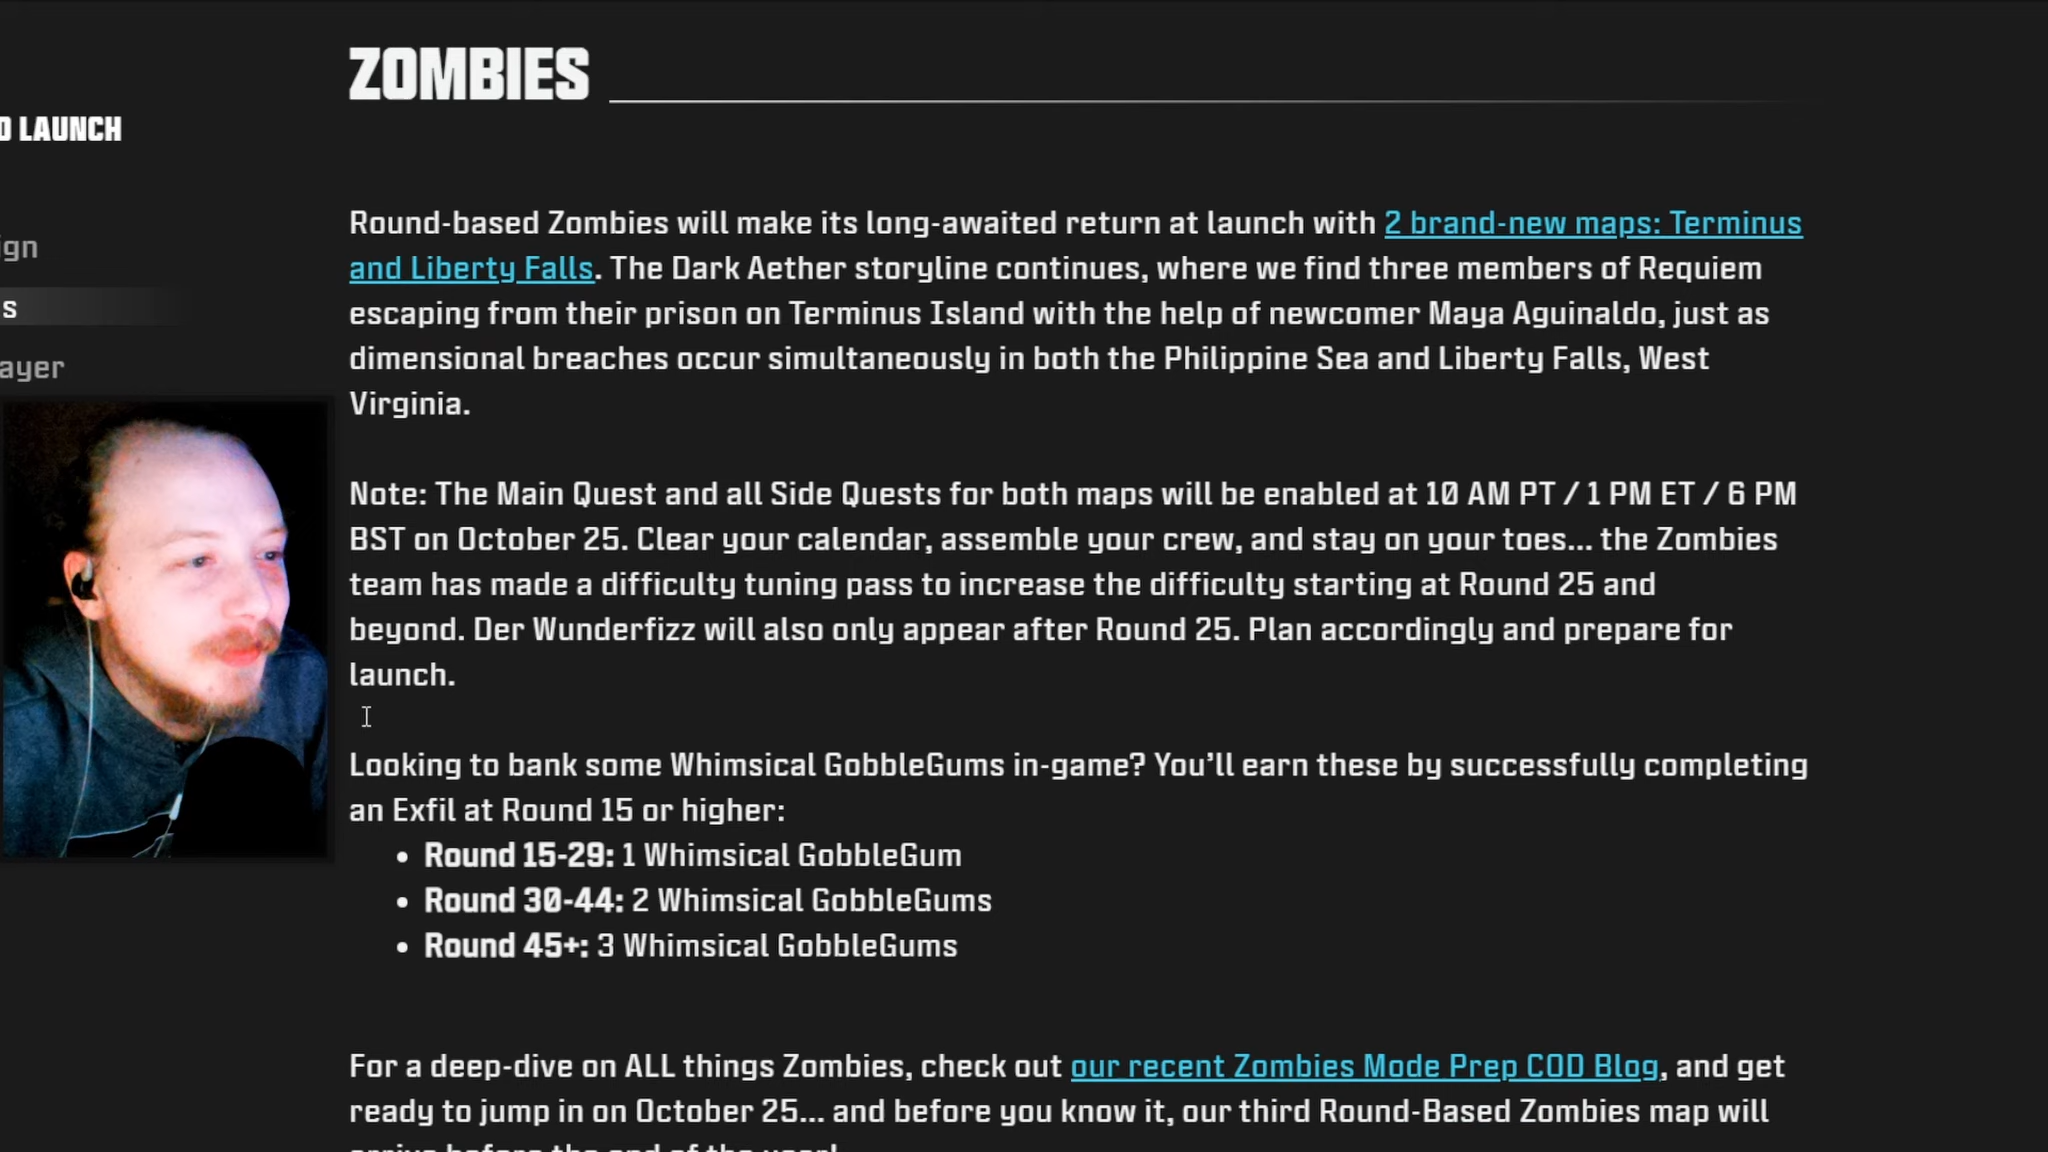 ZOMBIES
LAUNCH
Round-based Zombies will make its long-awaited return at launch with 2 brand-new maps: Terminus
and Liberty Falls. The Dark Aether storyline continues, where we find three members of Requiem
escaping from their prison on Terminus Island with the help of newcomer Maya Aguinaldo, just as
dimensional breaches occur simultaneously in both the Philippine Sea and Liberty Falls, West
Virginia.
Note: The Main Quest and all Side Quests for both maps will be enabled at 10 AM PT / 1 PM ET / 6 PM
BST on October 25. Clear your calendar, assemble your crew, and stay on your toes... the Zombies
team has made a difficulty tuning pass to increase the difficulty starting at Round 25 and
beyond. Der Wunderfizz will also only appear after Round 25. Plan accordingly and prepare for
launch.
Looking to bank some Whimsical GobbleGums in-game? You’ll earn these by successfully completing
an Exfil at Round 15 or higher:
• Round 15-29: 1 Whimsical GobbleGum
• Round 30-44: 2 Whimsical GobbleGums
• Round 45+: 3 Whimsical GobbleGums
For a deep-dive on ALL things Zombies, check out our recent Zombies Mode Prep COD Blog, and get
ready to jump in on October 25... and before you know it, our third Round-Based Zombies map will
arrive before the end of the year!